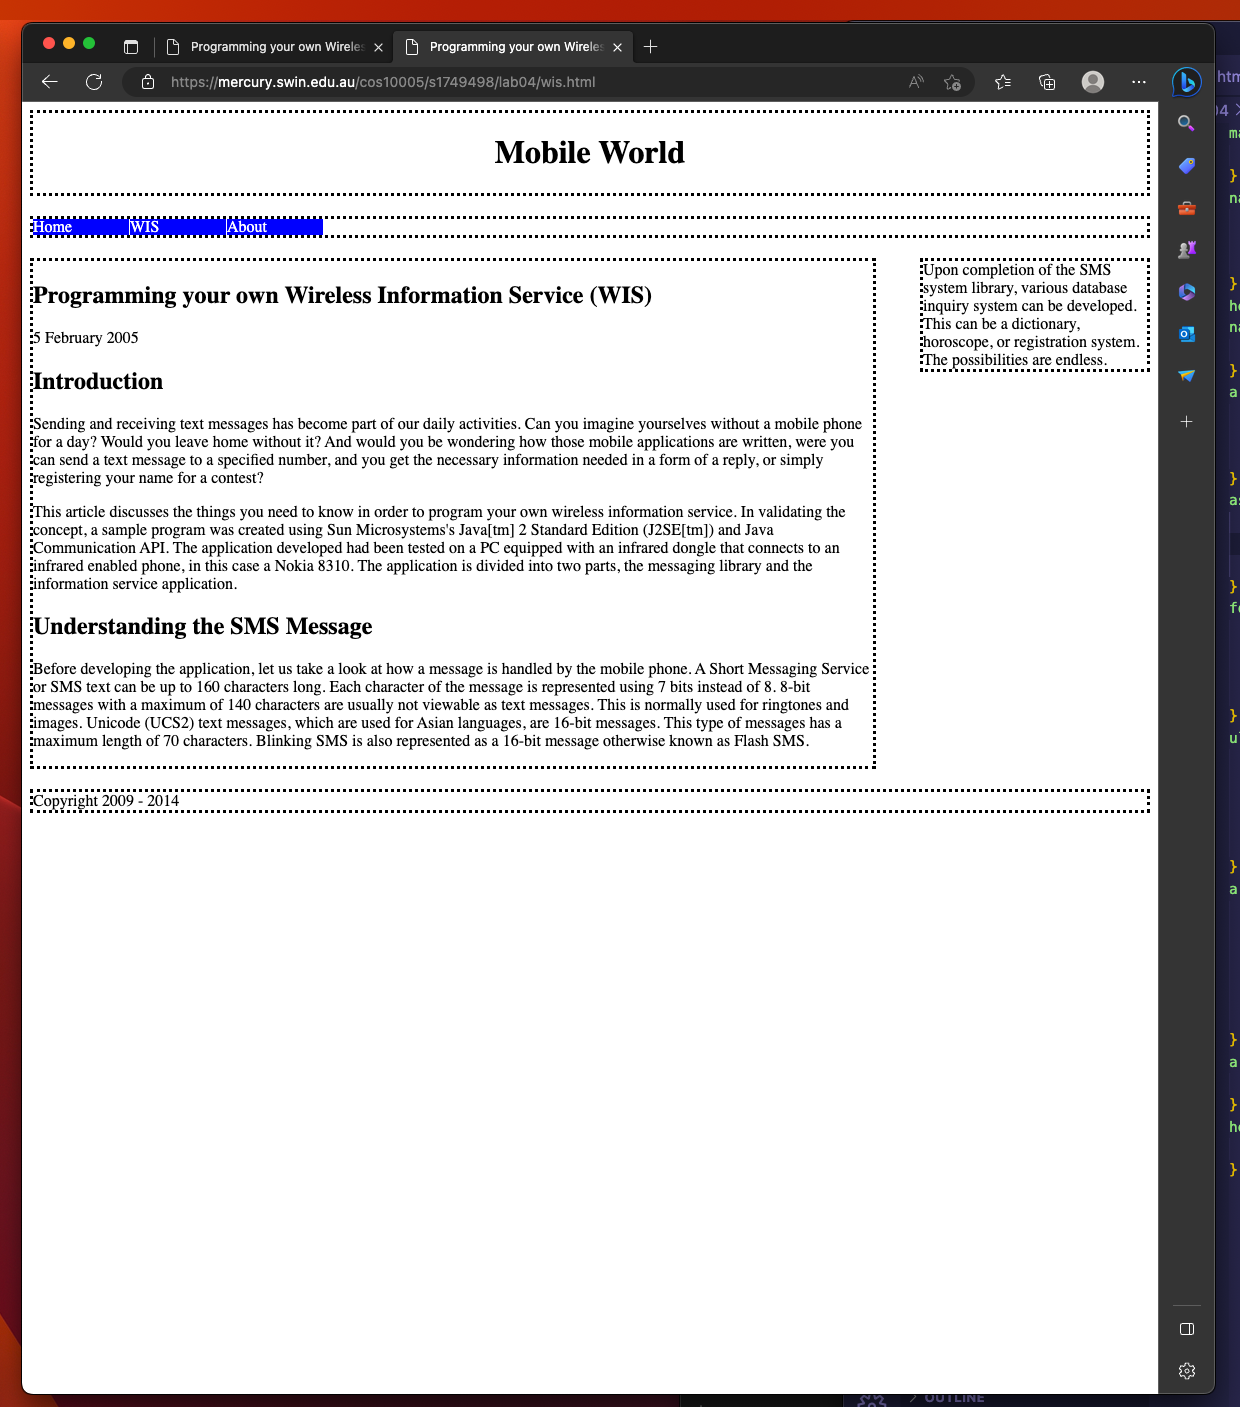 Programming your own Wireles
Programming your own Wireles
https://mercury.swin.edu.au/cos10005/s1749498/lab04/wis.html
Mobile World
Home WIS About
Programming your own Wireless Information Service (WIS)
5 February 2005
Introduction
Sending and receiving text messages has become part of our daily activities. Can you imagine yourselves without a mobile phone
for a day? Would you leave home without it? And would you be wondering how those mobile applications are written, were you
can send a text message to a specified number, and you get the necessary information needed in a form of a reply, or simply
registering your name for a contest?
This article discusses the things you need to know in order to program your own wireless information service. In validating the
concept, a sample program was created using Sun Microsystems's Java[tm] 2 Standard Edition (J2SE[tm]) and Java
Communication API. The application developed had been tested on a PC equipped with an infrared dongle that connects to an
infrared enabled phone, in this case a Nokia 8310. The application is divided into two parts, the messaging library and the
information service application.
Understanding the SMS Message
Before developing the application, let us take a look at how a message is handled by the mobile phone. A Short Messaging Service
or SMS text can be up to 160 characters long. Each character of the message is represented using 7 bits instead of 8. 8-bit
messages with a maximum of 140 characters are usually not viewable as text messages. This is normally used for ringtones and
images. Unicode (UCS2) text messages, which are used for Asian languages, are 16-bit messages. This type of messages has a
maximum length of 70 characters. Blinking SMS is also represented as a 16-bit message otherwise known as Flash SMS.
Upon completion of the SMS
system library, various database
inquiry system can be developed.
This can be a dictionary,
horoscope, or registration system.
The possibilities are endless.
Copyright 2009 - 2014
OUTLINE